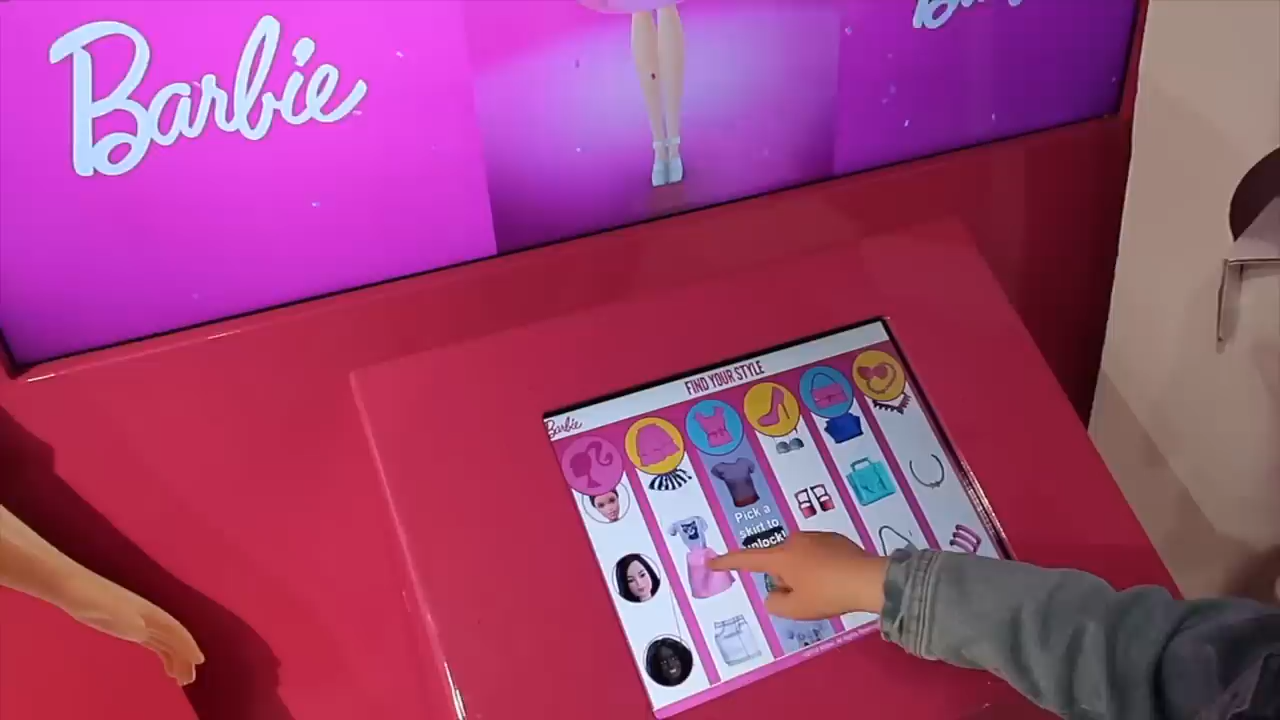 Barbie
FIND YOUR STYLE
Barbie
Pick a
skirt to
unlock!